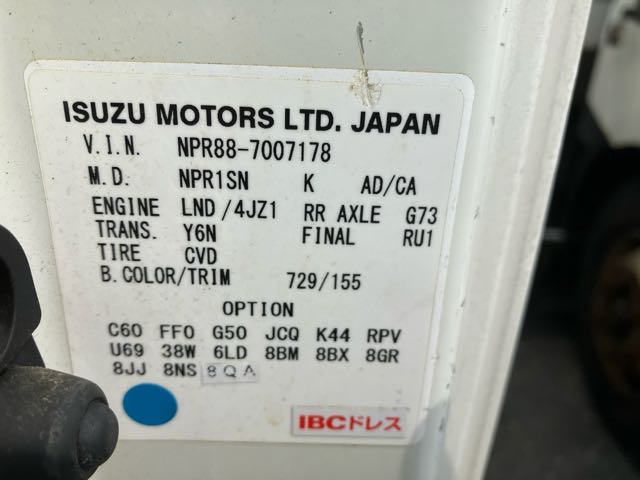 ISUZU MOTORS LTD. JAPAN
V.I.N. NPR88-7007178
M.D. NPR1SN K AD/CA
ENGINE LND/4JZ1 RR AXLE G73
TRANS. Y6N FINAL RU1
TIRE CVD
B.COLOR/TRIM 729/155
OPTION
C60 FF0 G50 JCQ K44 RPV
U69 38W 6LD 8BM 8BX 8GR
8JJ 8NS 8QA
IBCドレス